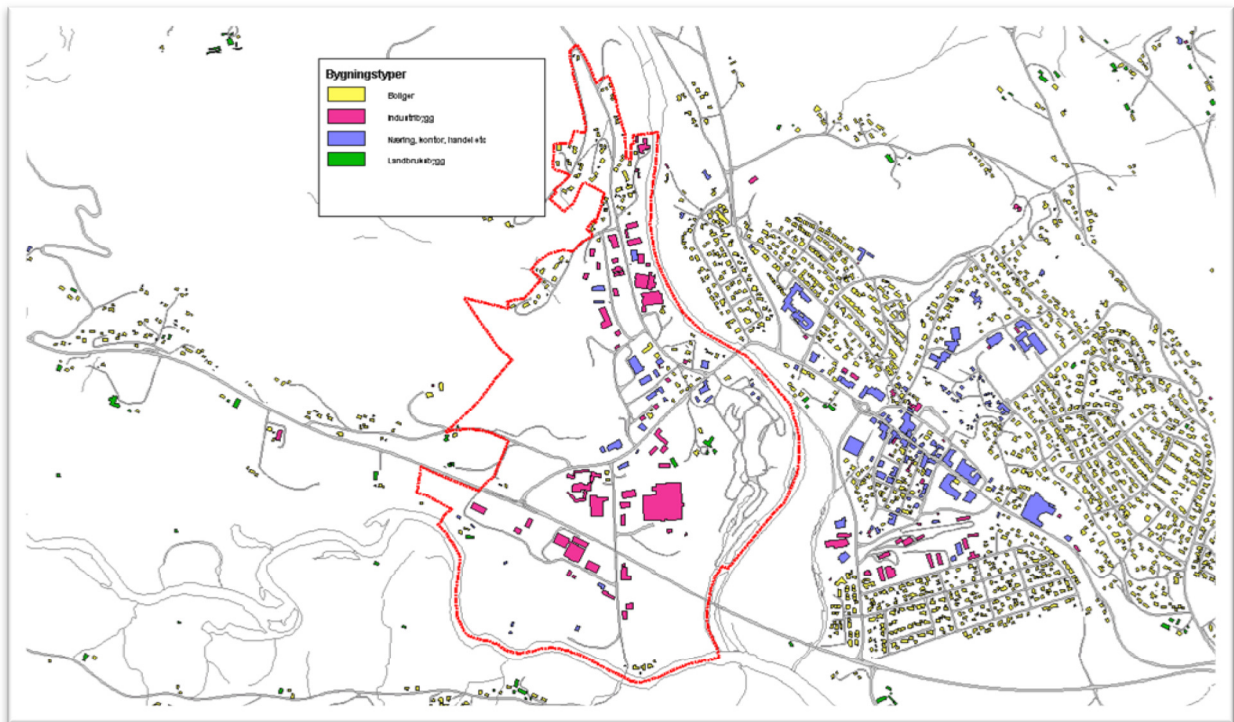 Bygningstyper
Boliger
Industribygg
Næring, kontor, handel etc
Landbruksbygg